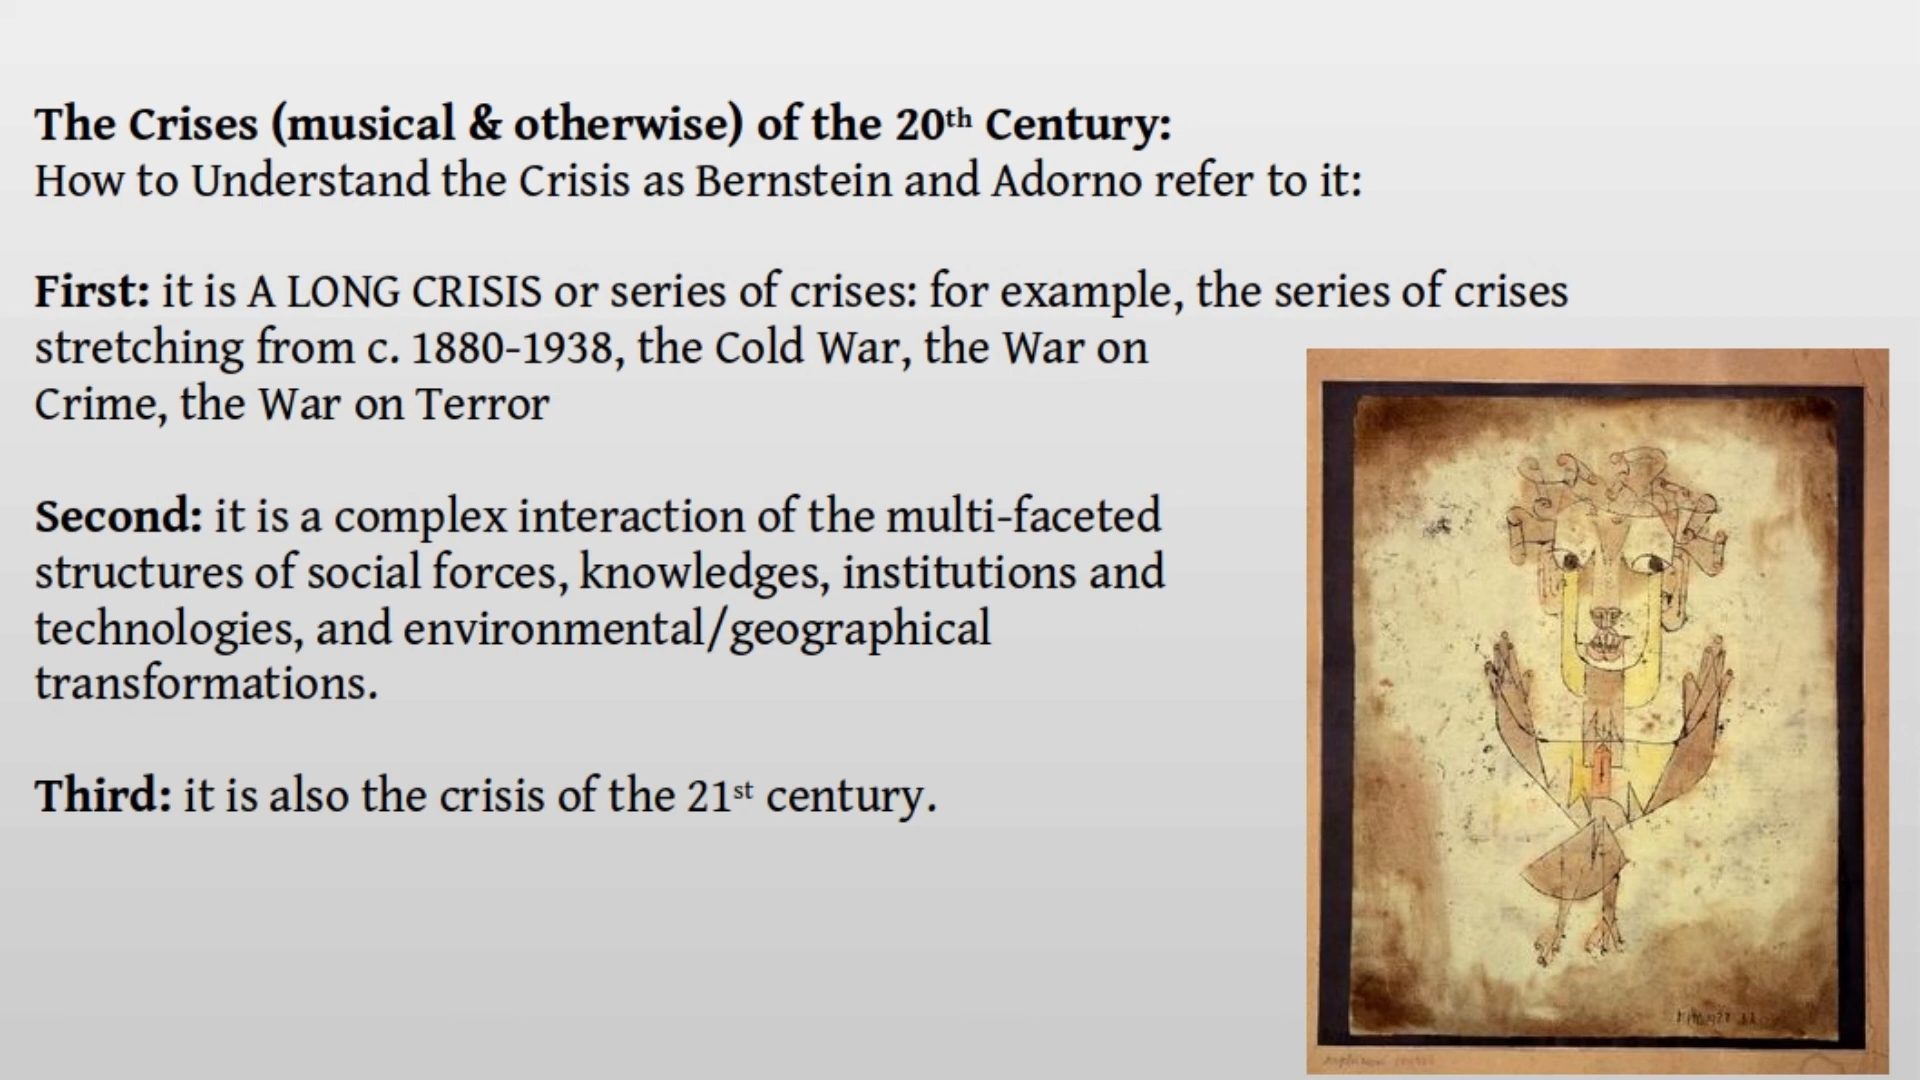 The Crises (musical & otherwise) of the 20th Century:
How to Understand the Crisis as Bernstein and Adorno refer to it:
First: it is A LONG CRISIS or series of crises: for example, the series of crises
stretching from c. 1880-1938, the Cold War, the War on
Crime, the War on Terror
Second: it is a complex interaction of the multi-faceted
structures of social forces, knowledges, institutions and
technologies, and environmental/geographical
transformations.
Third: it is also the crisis of the 21st century.